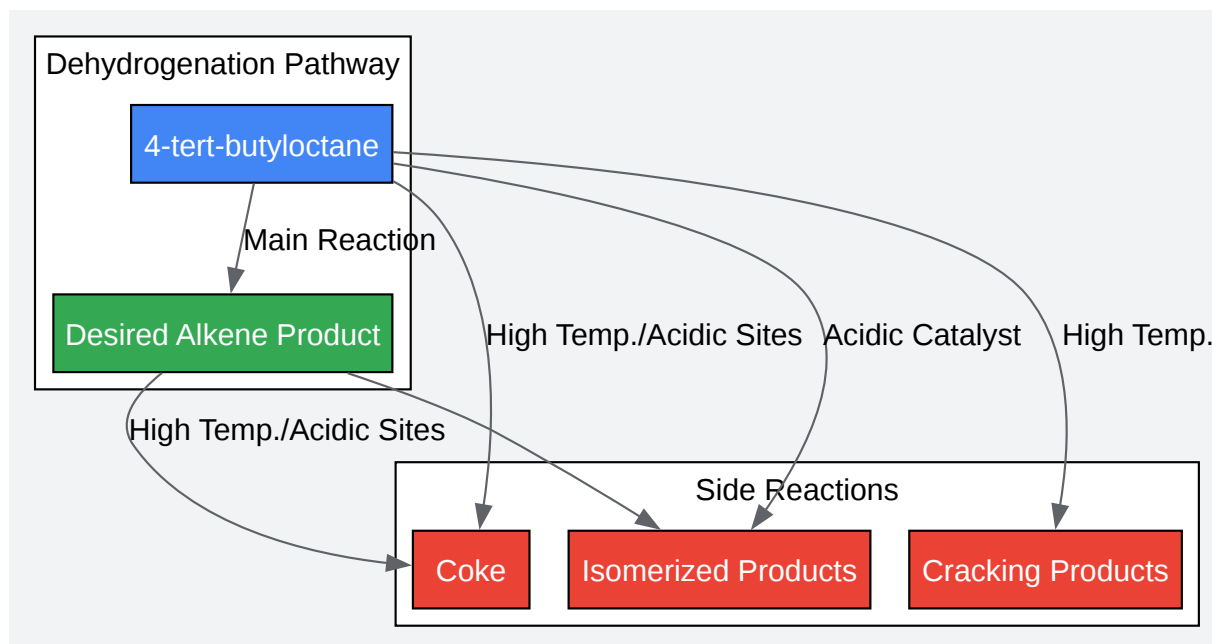 Dehydrogenation Pathway
4-tert-butyloctane
Main Reaction
Desired Alkene Product
High Temp./Acidic Sites
Acidic Catalyst
High Temp.
High Temp./Acidic Sites
Side Reactions
Coke
Isomerized Products
Cracking Products